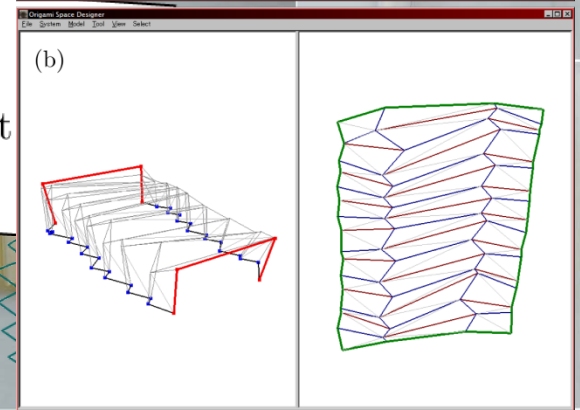 Origami Space Designer
File System Model Tool View Select
(b)
t